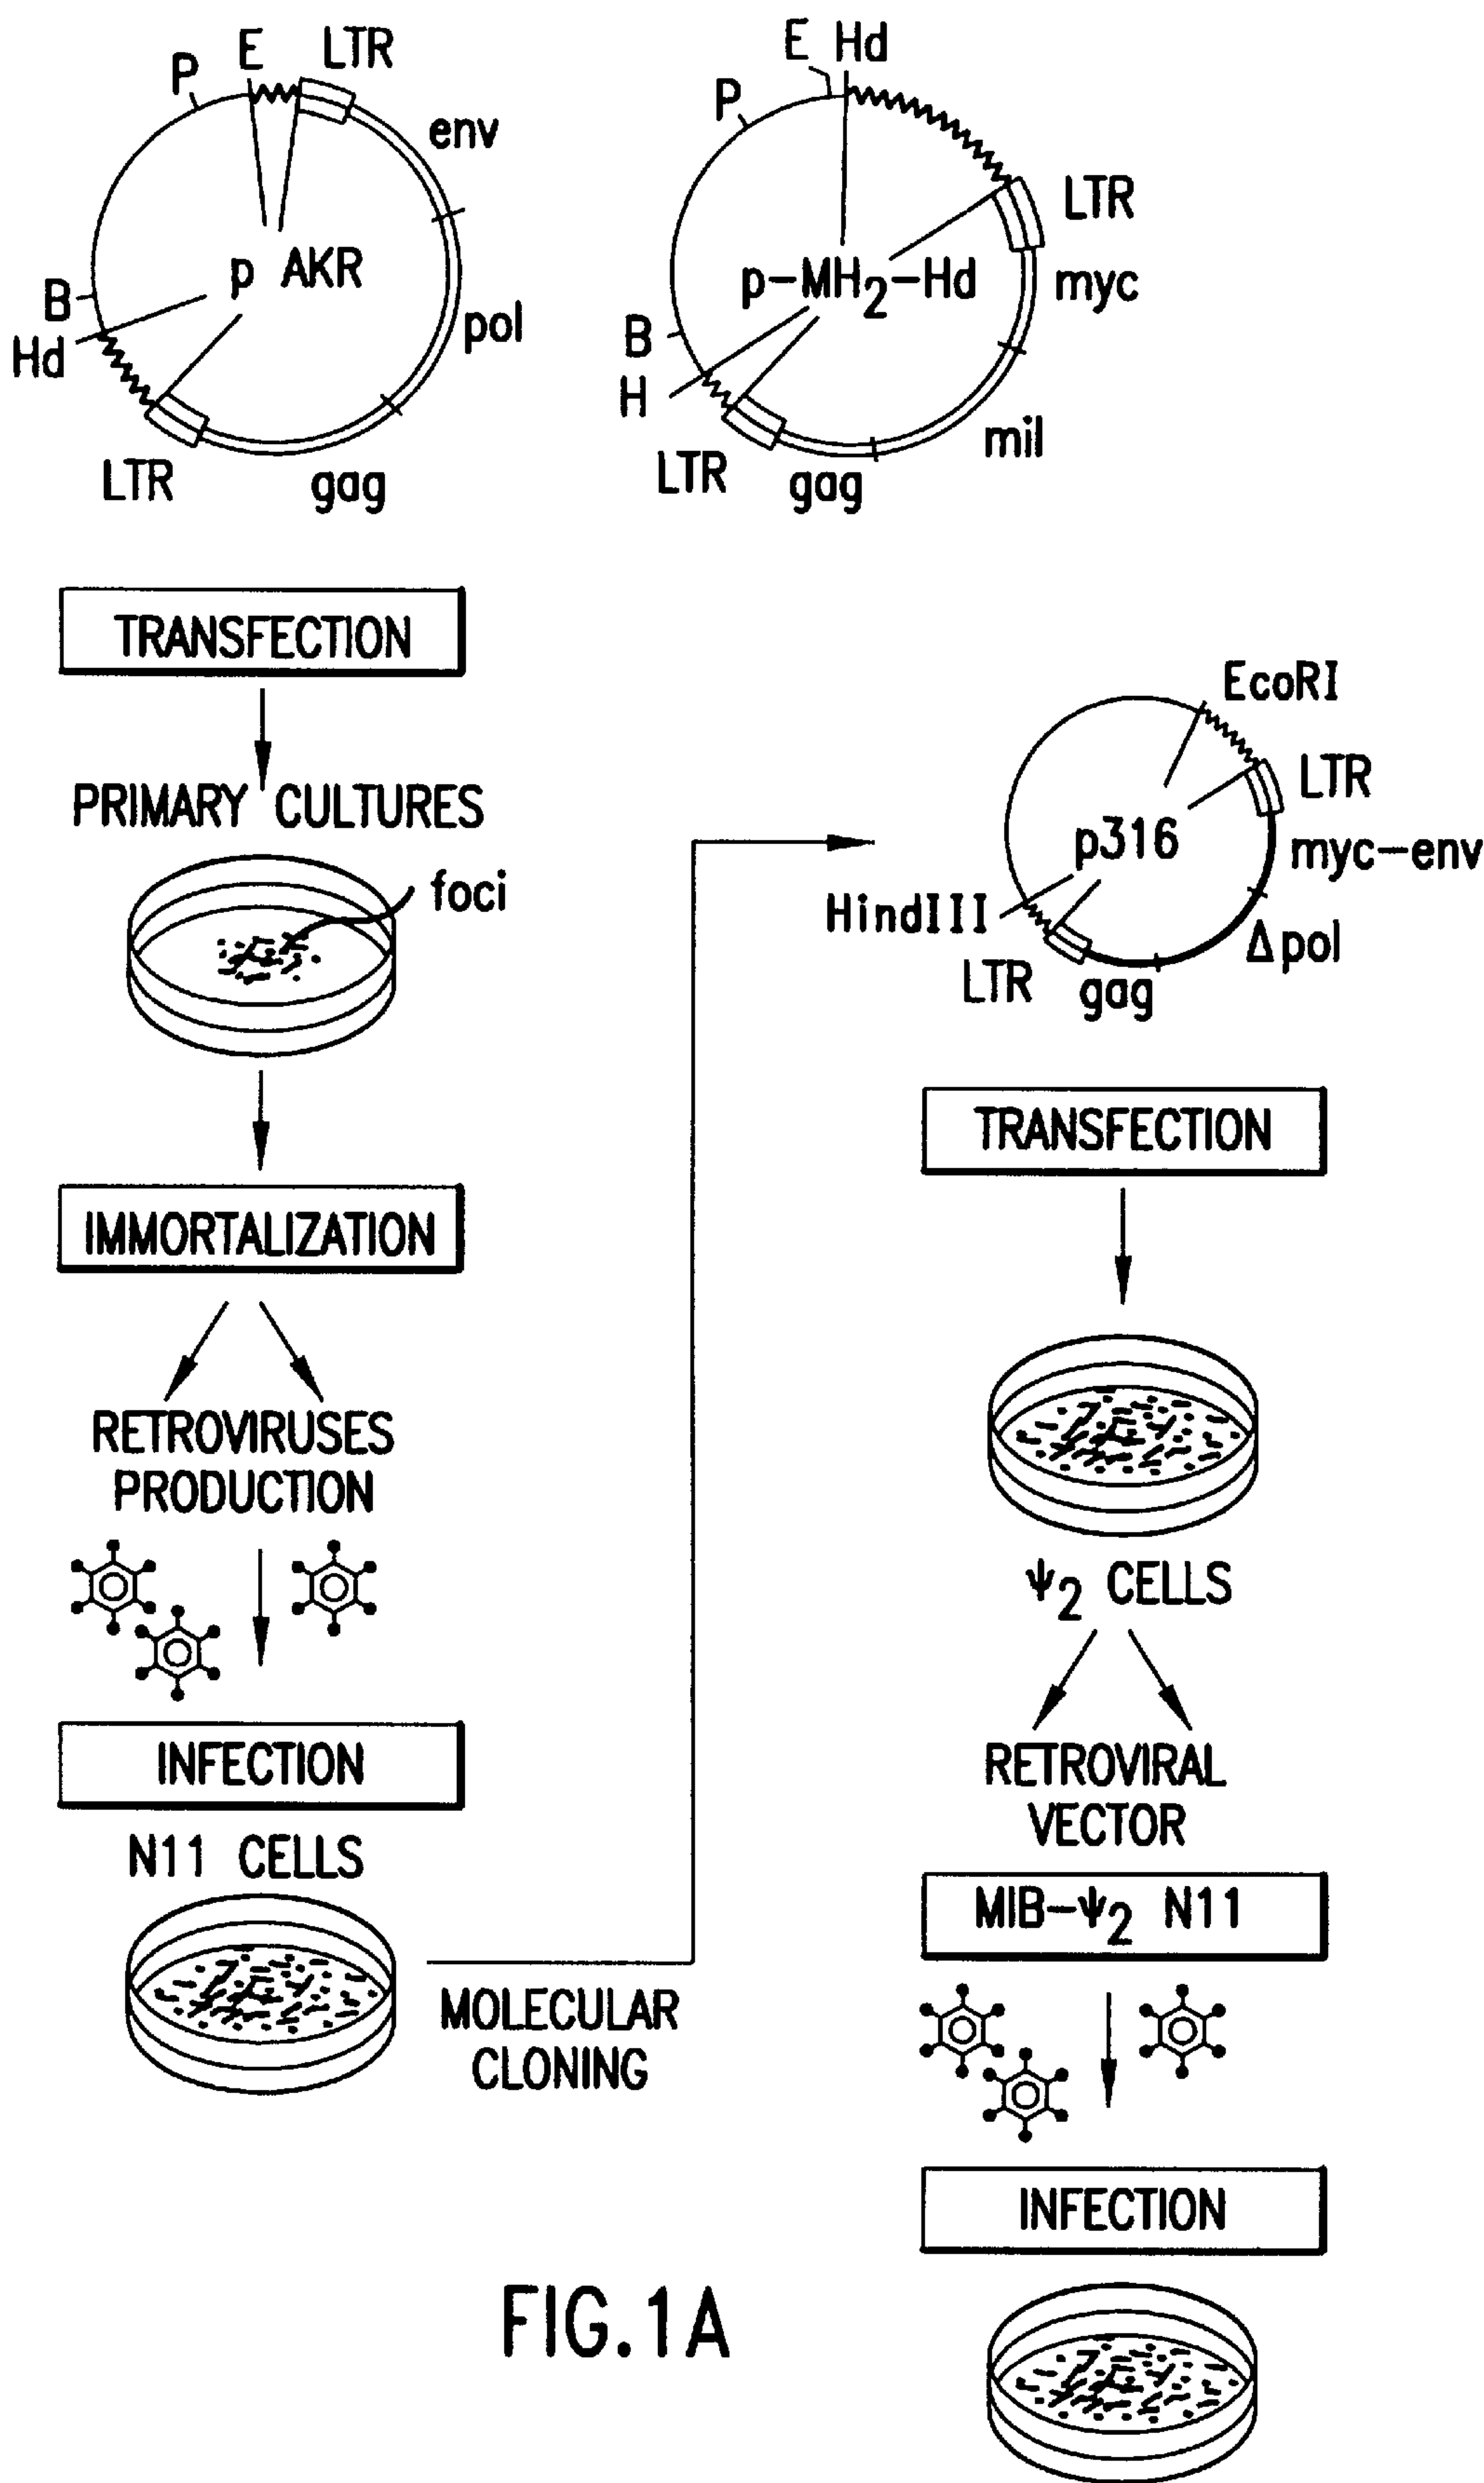 E LTR
P
env
p AKR
B
Hd
pol
LTR
gag
E Hd
P
LTR
p-MH2-Hd
myc
B
H
mil
LTR
gag
TRANSFECTION
PRIMARY CULTURES
foci
IMMORTALIZATION
RETROVIRUSES
PRODUCTION
INFECTION
N11 CELLS
MOLECULAR
CLONING
EcoRI
LTR
p316
myc-env
HindIII
Δpol
LTR
gag
TRANSFECTION
ψ2 CELLS
RETROVIRAL
VECTOR
MIB-ψ2 N11
INFECTION
FIG.1A